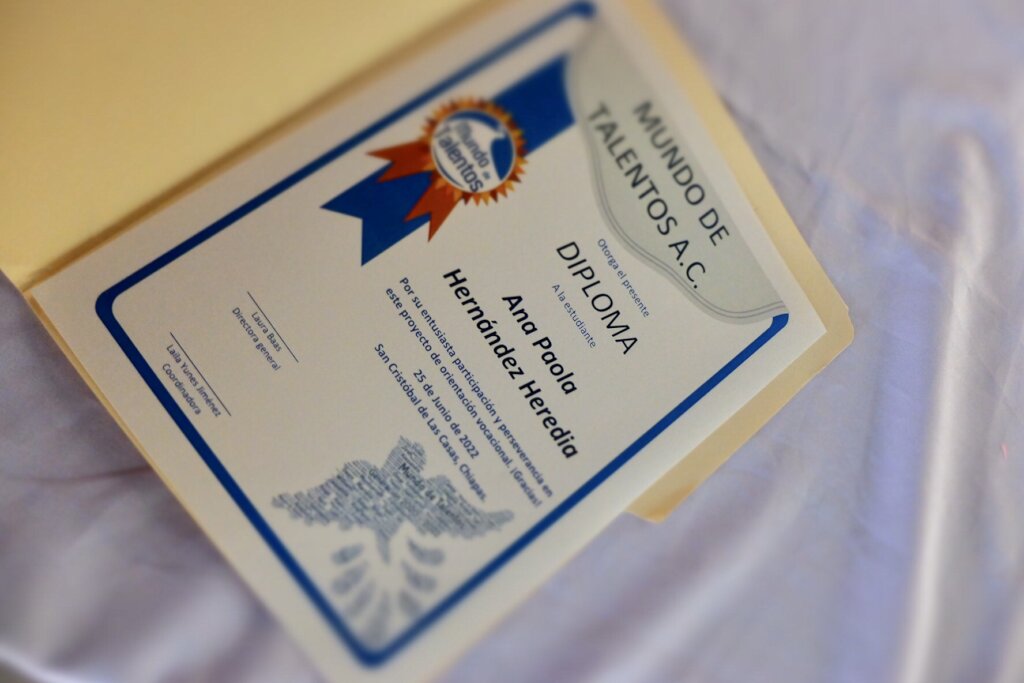 MUNDO DE
TALENTOS A.C.
Otorga el presente
DIPLOMA
A la estudiante
Ana Paola
Hernández Heredia
Por su entusiasta participación y perseverancia en
este proyecto de orientación vocacional. ¡Gracias!
25 de Junio de 2022
San Cristóbal de Las Casas, Chiapas
Laura Baas
Directora general
Laila Yunes Jiménez
Coordinadora
Mundo de
Talentos